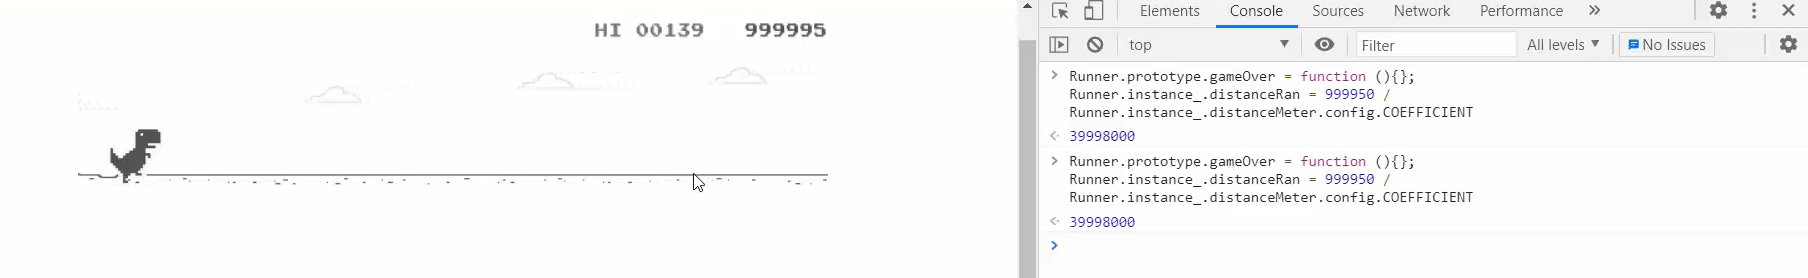 HI 00139 999995
Elements Console Sources Network Performance
top Filter All levels No Issues
Runner.prototype.gameOver = function (){};
Runner.instance_.distanceRan = 999950 /
Runner.instance_.distanceMeter.config.COEFFICIENT
39998000
Runner.prototype.gameOver = function (){};
Runner.instance_.distanceRan = 999950 /
Runner.instance_.distanceMeter.config.COEFFICIENT
39998000